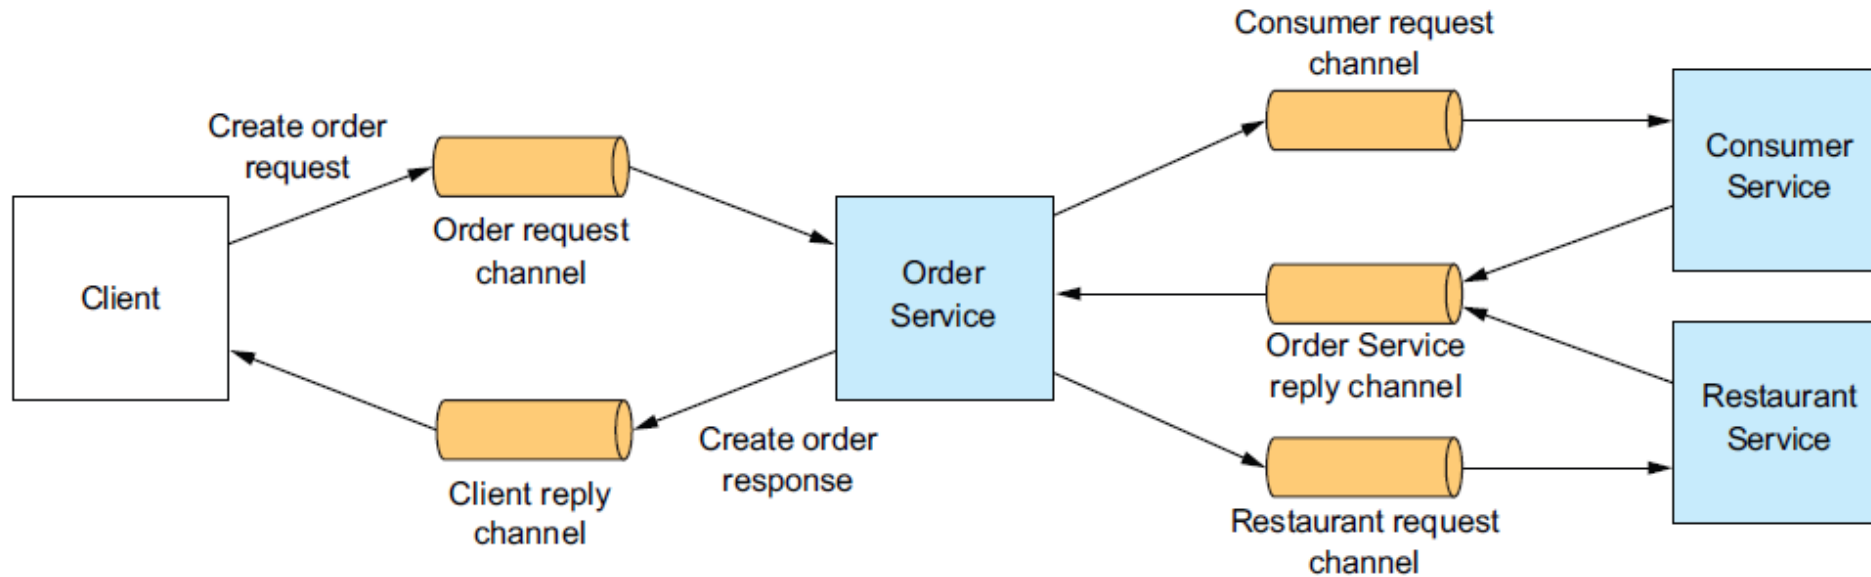 Client
Create order
request
Order request
channel
Client reply
channel
Create order
response
Order
Service
Consumer request
channel
Order Service
reply channel
Restaurant request
channel
Consumer
Service
Restaurant
Service